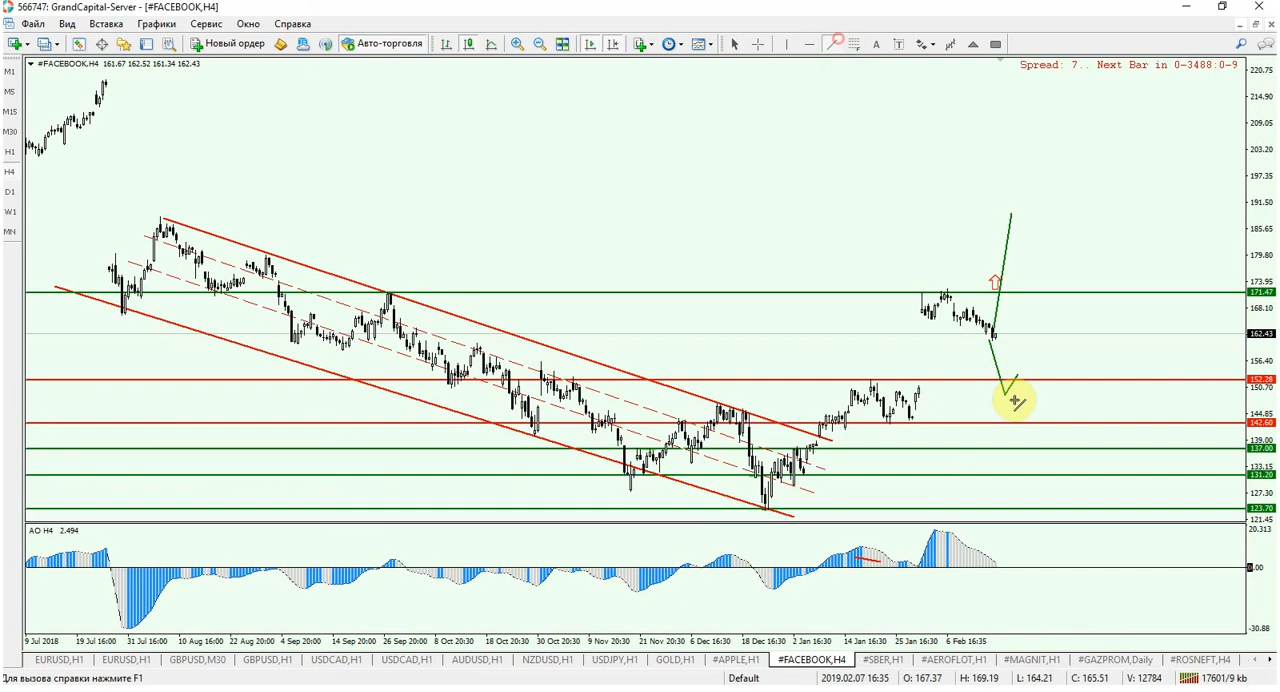 566747: GrandCapital-Server - [#FACEBOOK,H4]
Файл Вид Вставка Графики Сервис Окно Справка
Новый ордер Авто-торговля
M1
M5
M15
M30
H1
H4
D1
W1
MN
#FACEBOOK,H4 161.67 162.52 161.34 162.43
Spread: 7.. Next Bar in 0-3488:0-9
220.75
214.90
209.05
203.20
197.35
191.50
185.65
179.80
173.95
171.47
168.10
162.43
156.40
152.28
150.70
144.85
142.60
139.00
137.00
133.15
131.20
127.30
123.70
121.45
AO H4 2.494
20.313
0.00
-30.88
9 Jul 2018 19 Jul 16:00 31 Jul 16:00 10 Aug 16:00 22 Aug 20:00 4 Sep 20:00 14 Sep 20:00 26 Sep 20:00 8 Oct 20:00 18 Oct 20:00 30 Oct 20:00 9 Nov 20:30 21 Nov 20:30 6 Dec 16:30 18 Dec 16:30 2 Jan 16:30 14 Jan 16:30 25 Jan 16:30 6 Feb 16:35
EURUSD,H1 EURUSD,H1 GBPUSD,M30 GBPUSD,H1 USDCAD,H1 USDCAD,H1 AUDUSD,H1 NZDUSD,H1 USDJPY,H1 GOLD,H1 #APPLE,H1 #FACEBOOK,H4 #SBER,H1 #AEROFLOT,H1 #MAGNIT,H1 #GAZPROM,Daily #ROSNEFT,H4
Для вызова справки нажмите F1 Default 2019.02.07 16:35 O: 167.37 H: 169.19 L: 164.21 C: 165.51 V: 12784 17601/9 kb